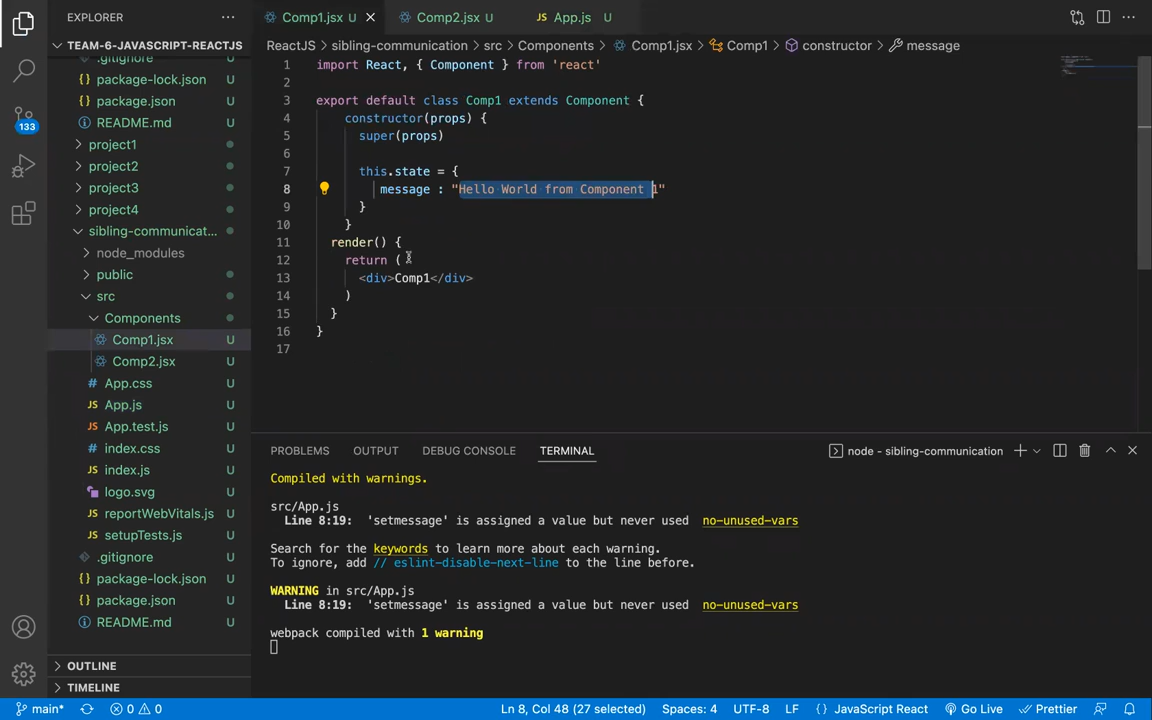 EXPLORER
Comp1.jsx U
Comp2.jsx U
JS App.js U
TEAM-6-JAVASCRIPT-REACTJS
ReactJS > sibling-communication > src > Components > Comp1.jsx > Comp1 > constructor > message
.gitignore U
{} package-lock.json U
{} package.json U
README.md U
project1
project2
project3
project4
sibling-communicat...
node_modules
public
src
Components
Comp1.jsx U
Comp2.jsx U
# App.css U
JS App.js U
JS App.test.js U
# index.css U
JS index.js U
logo.svg U
JS reportWebVitals.js U
JS setupTests.js U
.gitignore U
{} package-lock.json U
{} package.json U
README.md U
OUTLINE
TIMELINE
133
1 import React, { Component } from 'react'
2
3 export default class Comp1 extends Component {
4 constructor(props) {
5 super(props)
6
7 this.state = {
8 message : "Hello World from Component 1"
9 }
10 }
11 render() {
12 return (
13 <div>Comp1</div>
14 )
15 }
16 }
17
PROBLEMS OUTPUT DEBUG CONSOLE TERMINAL
node - sibling-communication
Compiled with warnings.
src/App.js
Line 8:19: 'setmessage' is assigned a value but never used no-unused-vars
Search for the keywords to learn more about each warning.
To ignore, add // eslint-disable-next-line to the line before.
WARNING in src/App.js
Line 8:19: 'setmessage' is assigned a value but never used no-unused-vars
webpack compiled with 1 warning
main* 0 0 Ln 8, Col 48 (27 selected) Spaces: 4 UTF-8 LF {} JavaScript React Go Live Prettier